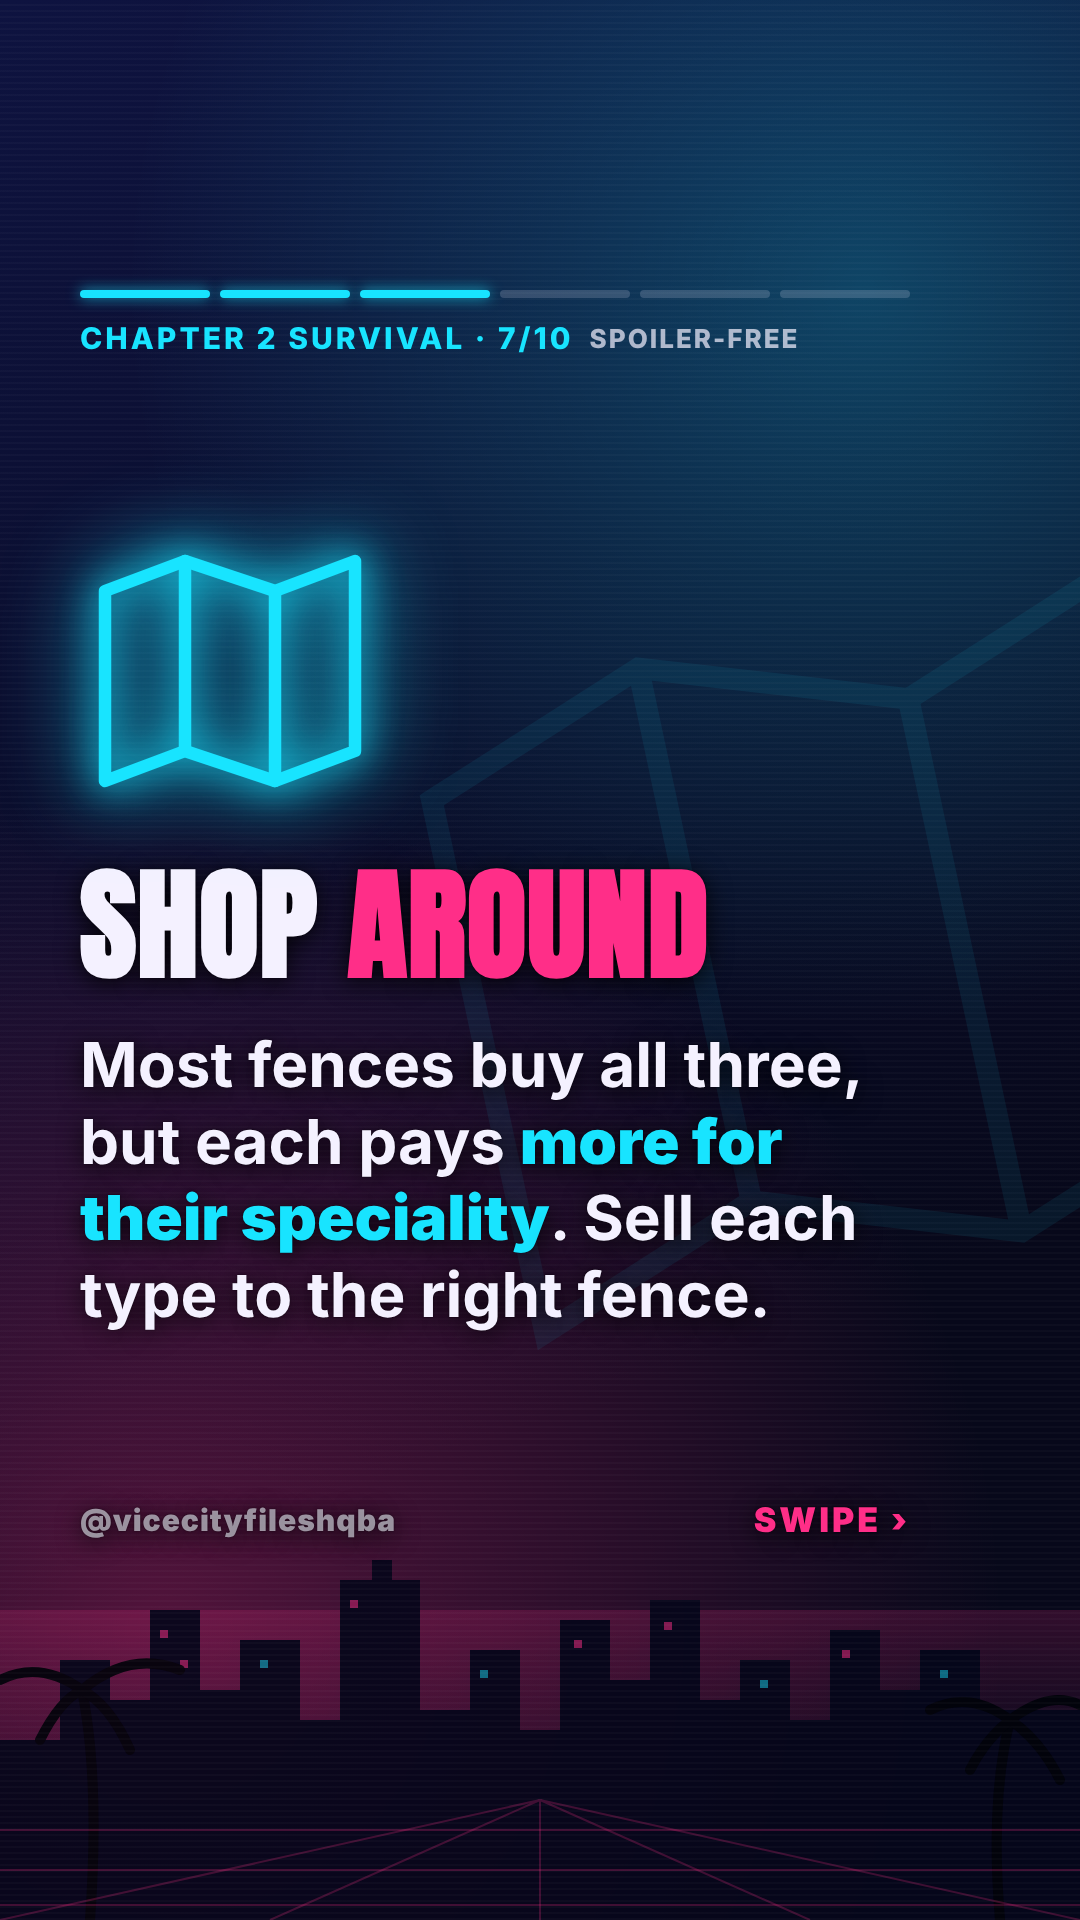 CHAPTER 2 SURVIVAL · 7/10 SPOILER-FREE
SHOP AROUND
Most fences buy all three,
but each pays more for
their speciality. Sell each
type to the right fence.
@vicecityfileshqba
SWIPE ›